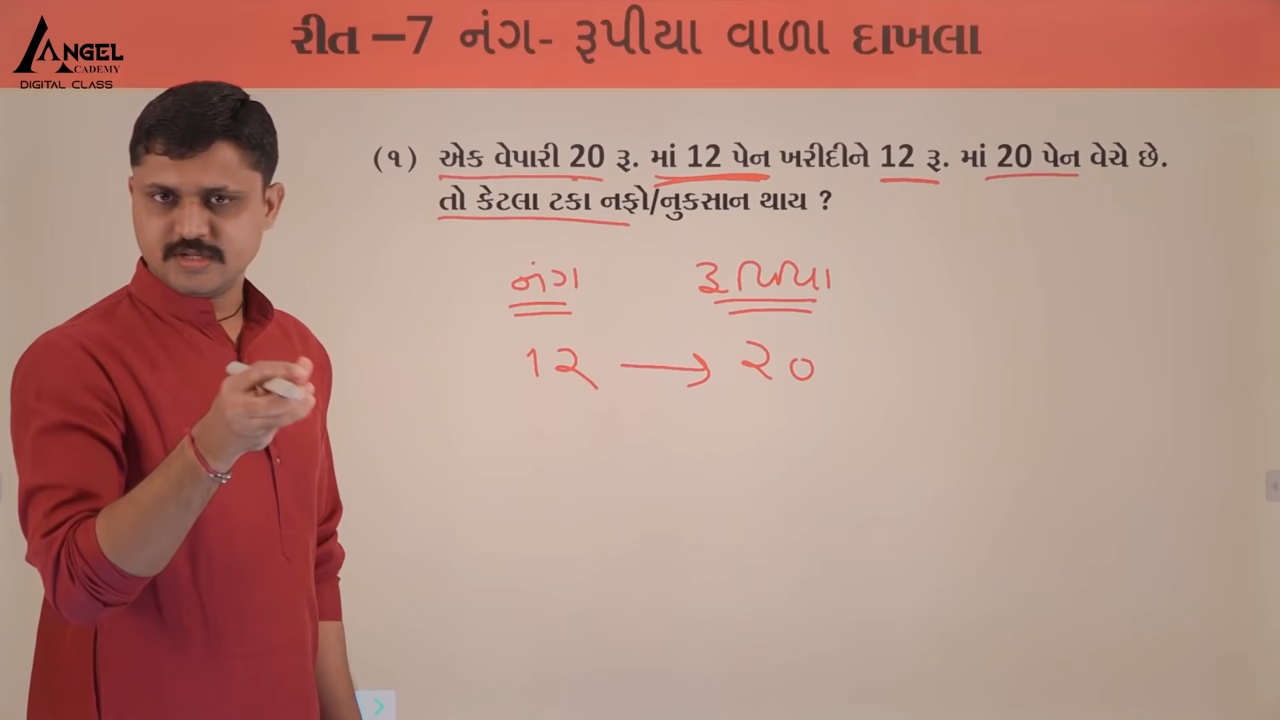 ANGEL
ACADEMY
DIGITAL CLASS
રીત –7 નંગ- રૂપીયા વાળા દાખલા
(૧) એક વેપારી 20 રૂ. માં 12 પેન ખરીદીને 12 રૂ. માં 20 પેન વેચે છે.
તો કેટલા ટકા નફો/નુકસાન થાય ?
નંગ રૂપિયા
૧૨ → ૨૦